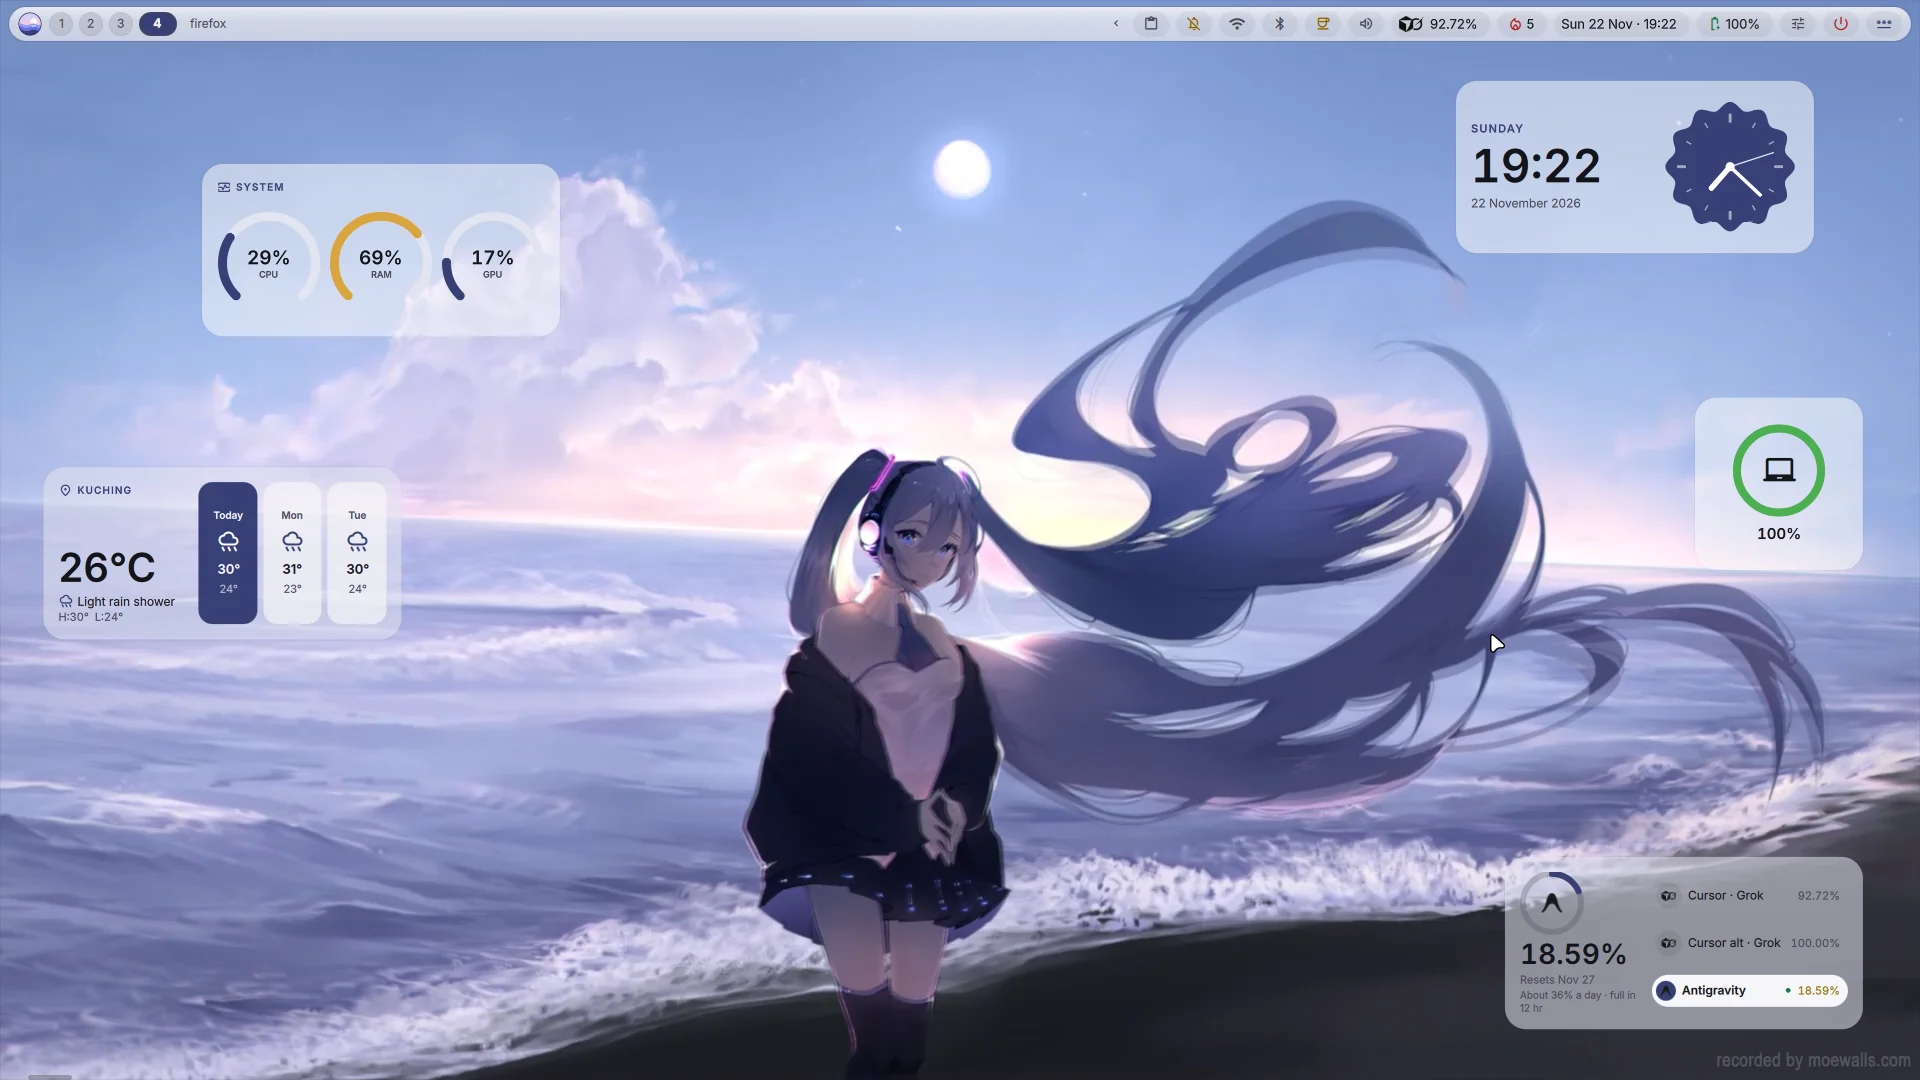 1 2 3 4 firefox
92.72% 5 Sun 22 Nov · 19:22 100%
SYSTEM
29% 69% 17%
CPU RAM GPU
SUNDAY
19:22
22 November 2026
100%
KUCHING
26°C
Light rain shower
H:30° L:24°
Today Mon Tue
30° 31° 30°
24° 23° 24°
18.59%
Resets Nov 27
About 36% a day · full in
12 hr
Cursor · Grok 92.72%
Cursor alt · Grok 100.00%
Antigravity 18.59%
recorded by moewalls.com